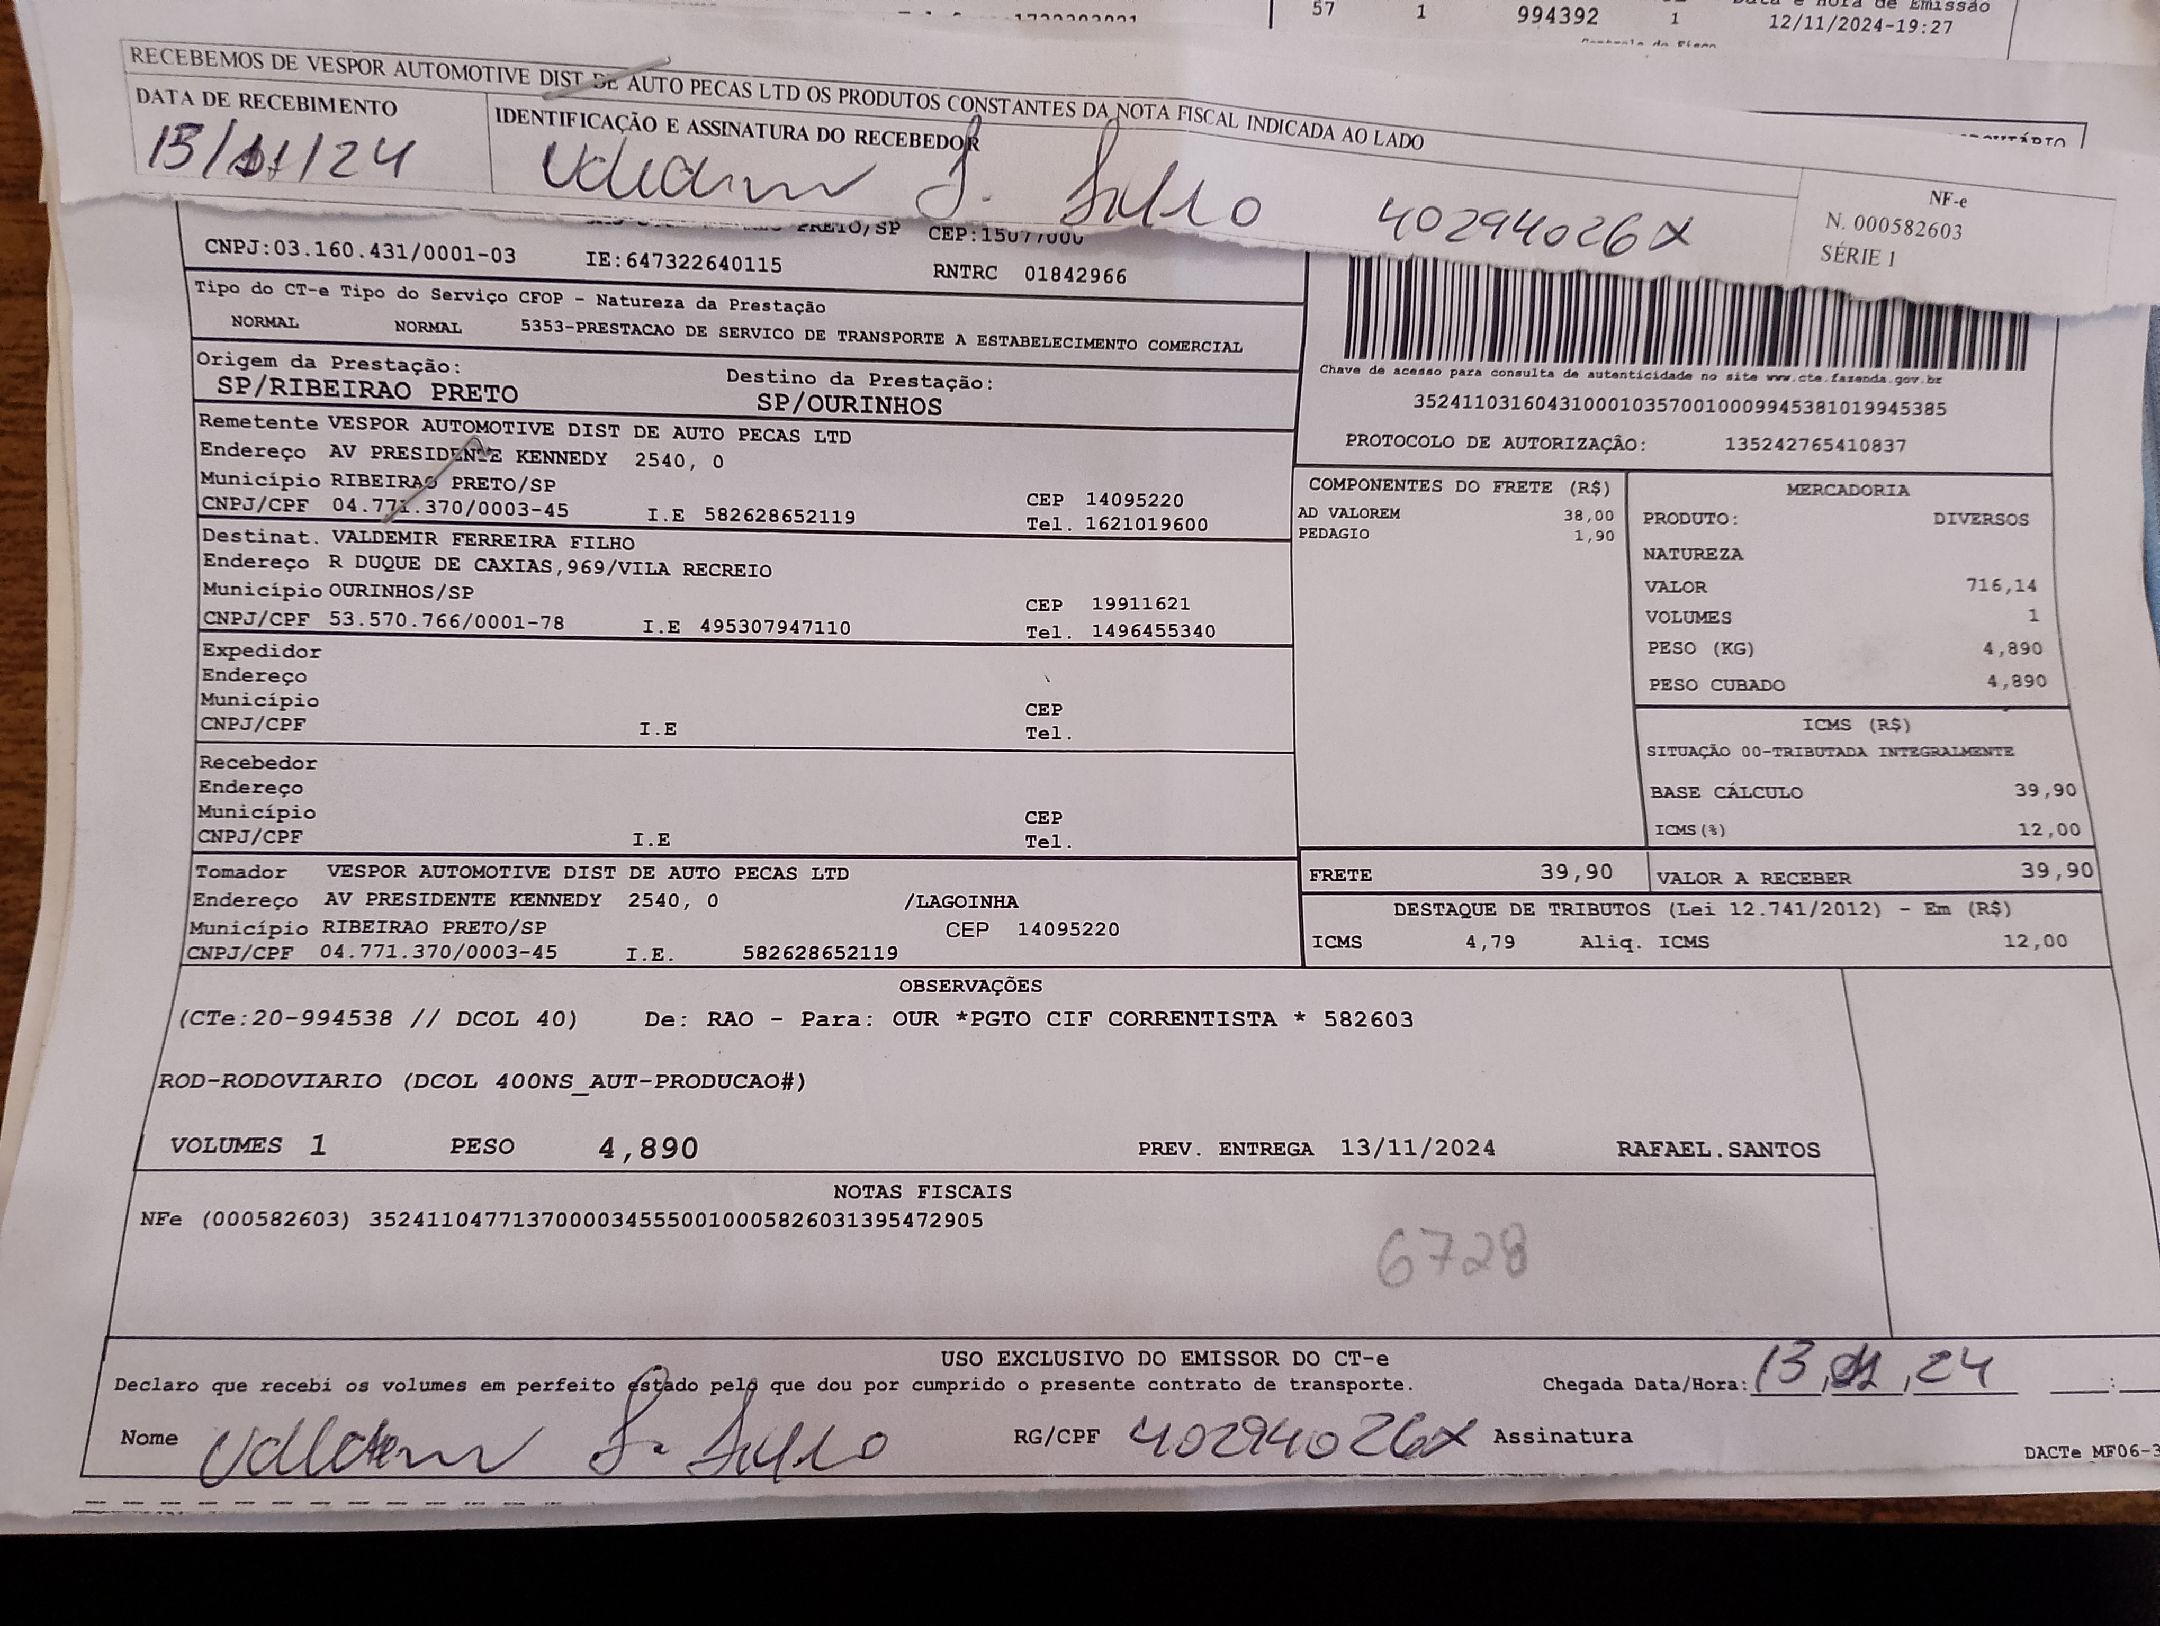 57 1 994392 1 12/11/2024-19:27
RECEBEMOS DE VESPOR AUTOMOTIVE DIST DE AUTO PECAS LTD OS PRODUTOS CONSTANTES DA NOTA FISCAL INDICADA AO LADO
DATA DE RECEBIMENTO
13/11/24
IDENTIFICAÇÃO E ASSINATURA DO RECEBEDOR
40294026X
NF-e
N. 000582603
SÉRIE 1
PRETO/SP CEP:15077000
CNPJ:03.160.431/0001-03 IE:647322640115 RNTRC 01842966
Tipo do CT-e Tipo do Serviço CFOP - Natureza da Prestação
NORMAL NORMAL 5353-PRESTACAO DE SERVICO DE TRANSPORTE A ESTABELECIMENTO COMERCIAL
Origem da Prestação: Destino da Prestação:
SP/RIBEIRAO PRETO SP/OURINHOS
Chave de acesso para consulta de autenticidade no site www.cte.fazenda.gov.br
35241103160431000103570010009945381019945385
PROTOCOLO DE AUTORIZAÇÃO: 135242765410837
Remetente VESPOR AUTOMOTIVE DIST DE AUTO PECAS LTD
Endereço AV PRESIDENTE KENNEDY 2540, 0
Município RIBEIRAO PRETO/SP CEP 14095220
CNPJ/CPF 04.771.370/0003-45 I.E 582628652119 Tel. 1621019600
Destinat. VALDEMIR FERREIRA FILHO
Endereço R DUQUE DE CAXIAS,969/VILA RECREIO
Município OURINHOS/SP CEP 19911621
CNPJ/CPF 53.570.766/0001-78 I.E 495307947110 Tel. 1496455340
Expedidor
Endereço
Município CEP
CNPJ/CPF I.E Tel.
Recebedor
Endereço
Município CEP
CNPJ/CPF I.E Tel.
Tomador VESPOR AUTOMOTIVE DIST DE AUTO PECAS LTD
Endereço AV PRESIDENTE KENNEDY 2540, 0 /LAGOINHA
Município RIBEIRAO PRETO/SP CEP 14095220
CNPJ/CPF 04.771.370/0003-45 I.E. 582628652119
COMPONENTES DO FRETE (R$)
AD VALOREM 38,00
PEDAGIO 1,90
MERCADORIA
PRODUTO: DIVERSOS
NATUREZA
VALOR 716,14
VOLUMES 1
PESO (KG) 4,890
PESO CUBADO 4,890
ICMS (R$)
SITUAÇÃO 00-TRIBUTADA INTEGRALMENTE
BASE CÁLCULO 39,90
ICMS(%) 12,00
FRETE 39,90 VALOR A RECEBER 39,90
DESTAQUE DE TRIBUTOS (Lei 12.741/2012) - Em (R$)
ICMS 4,79 Aliq. ICMS 12,00
OBSERVAÇÕES
(CTe:20-994538 // DCOL 40) De: RAO - Para: OUR *PGTO CIF CORRENTISTA * 582603
ROD-RODOVIARIO (DCOL 400NS_AUT-PRODUCAO#)
VOLUMES 1 PESO 4,890 PREV. ENTREGA 13/11/2024 RAFAEL.SANTOS
NOTAS FISCAIS
NFe (000582603) 35241104771370000345550010005826031395472905
6728
USO EXCLUSIVO DO EMISSOR DO CT-e
Declaro que recebi os volumes em perfeito estado pelo que dou por cumprido o presente contrato de transporte. Chegada Data/Hora: 13,11,24 :
Nome RG/CPF 40294026X Assinatura
DACTe MF06-3